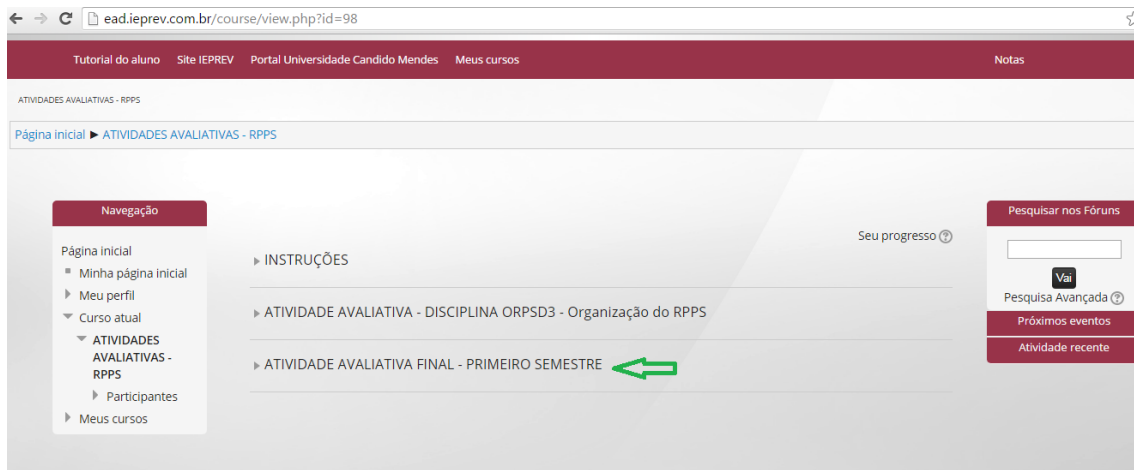 ead.ieprev.com.br/course/view.php?id=98
Tutorial do aluno Site IEPREV Portal Universidade Candido Mendes Meus cursos Notas
ATIVIDADES AVALIATIVAS - RPPS
Página inicial ► ATIVIDADES AVALIATIVAS - RPPS
Navegação
Página inicial
Minha página inicial
Meu perfil
Curso atual
ATIVIDADES
AVALIATIVAS -
RPPS
Participantes
Meus cursos
Seu progresso
INSTRUÇÕES
ATIVIDADE AVALIATIVA - DISCIPLINA ORPSD3 - Organização do RPPS
ATIVIDADE AVALIATIVA FINAL - PRIMEIRO SEMESTRE
Pesquisar nos Fóruns
Vai
Pesquisa Avançada
Próximos eventos
Atividade recente